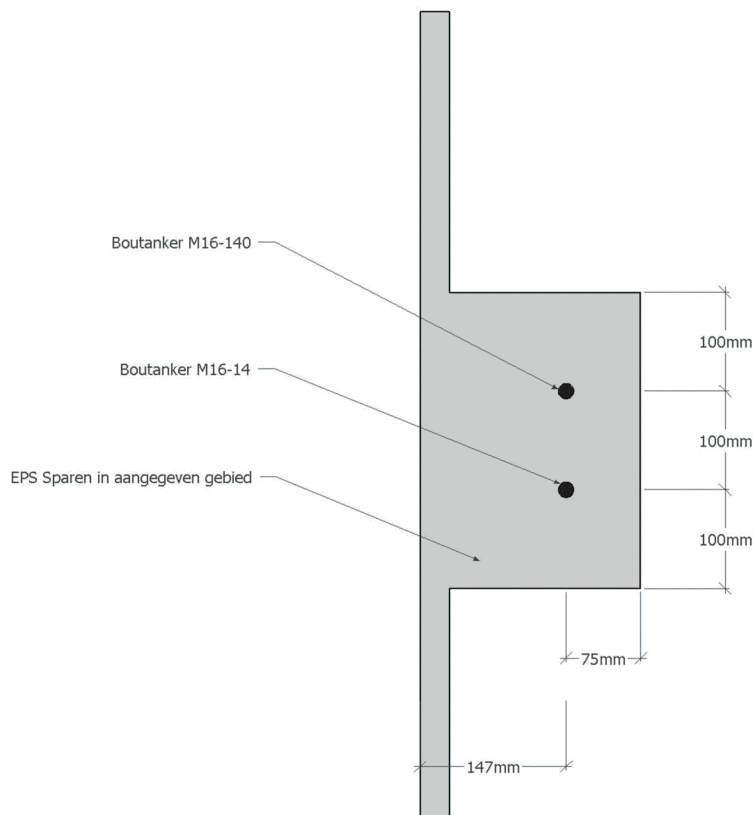 Boutanker M16-140
100mm
Boutanker M16-14
100mm
EPS Sparen in aangegeven gebied
100mm
75mm
147mm